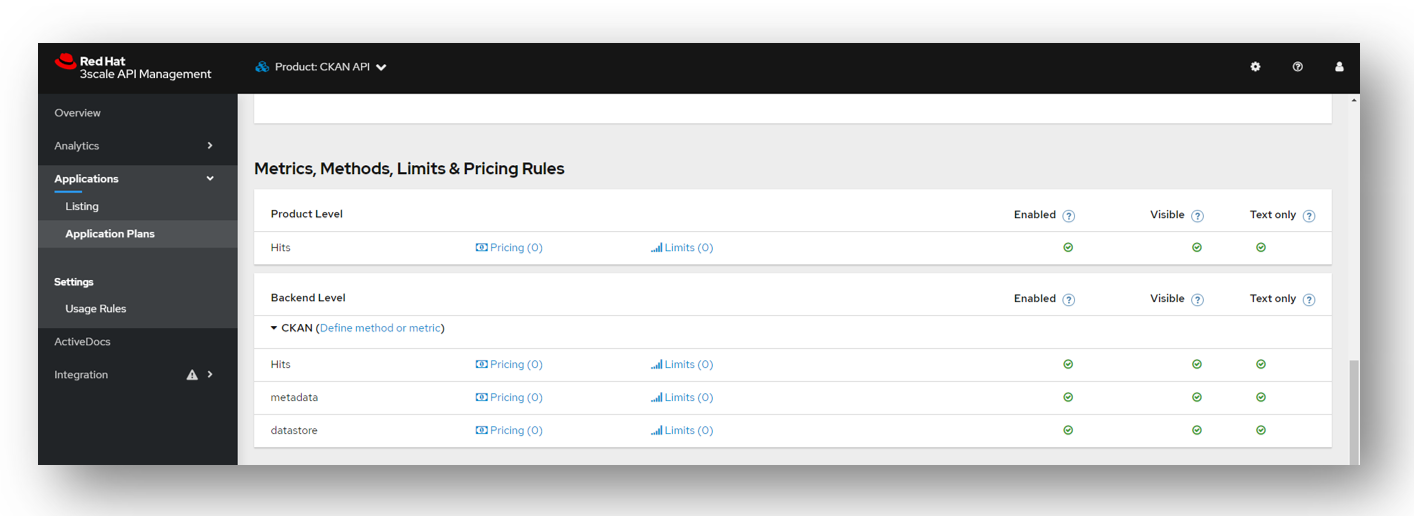 Red Hat
3scale API Management
Product: CKAN API
Overview
Analytics
Applications
Listing
Application Plans
Settings
Usage Rules
ActiveDocs
Integration
Metrics, Methods, Limits & Pricing Rules
Product Level Enabled ? Visible ? Text only ?
Hits Pricing (0) Limits (0)
Backend Level Enabled ? Visible ? Text only ?
CKAN (Define method or metric)
Hits Pricing (0) Limits (0)
metadata Pricing (0) Limits (0)
datastore Pricing (0) Limits (0)